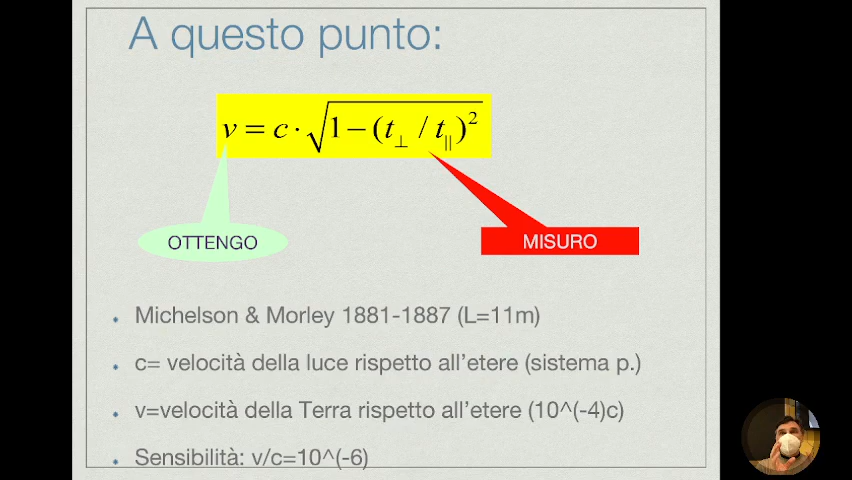 A questo punto:
v = c · √1 − (t⊥ / t||)²
OTTENGO
MISURO
Michelson & Morley 1881-1887 (L=11m)
c= velocità della luce rispetto all'etere (sistema p.)
v=velocità della Terra rispetto all'etere (10^(-4)c)
Sensibilità: v/c=10^(-6)